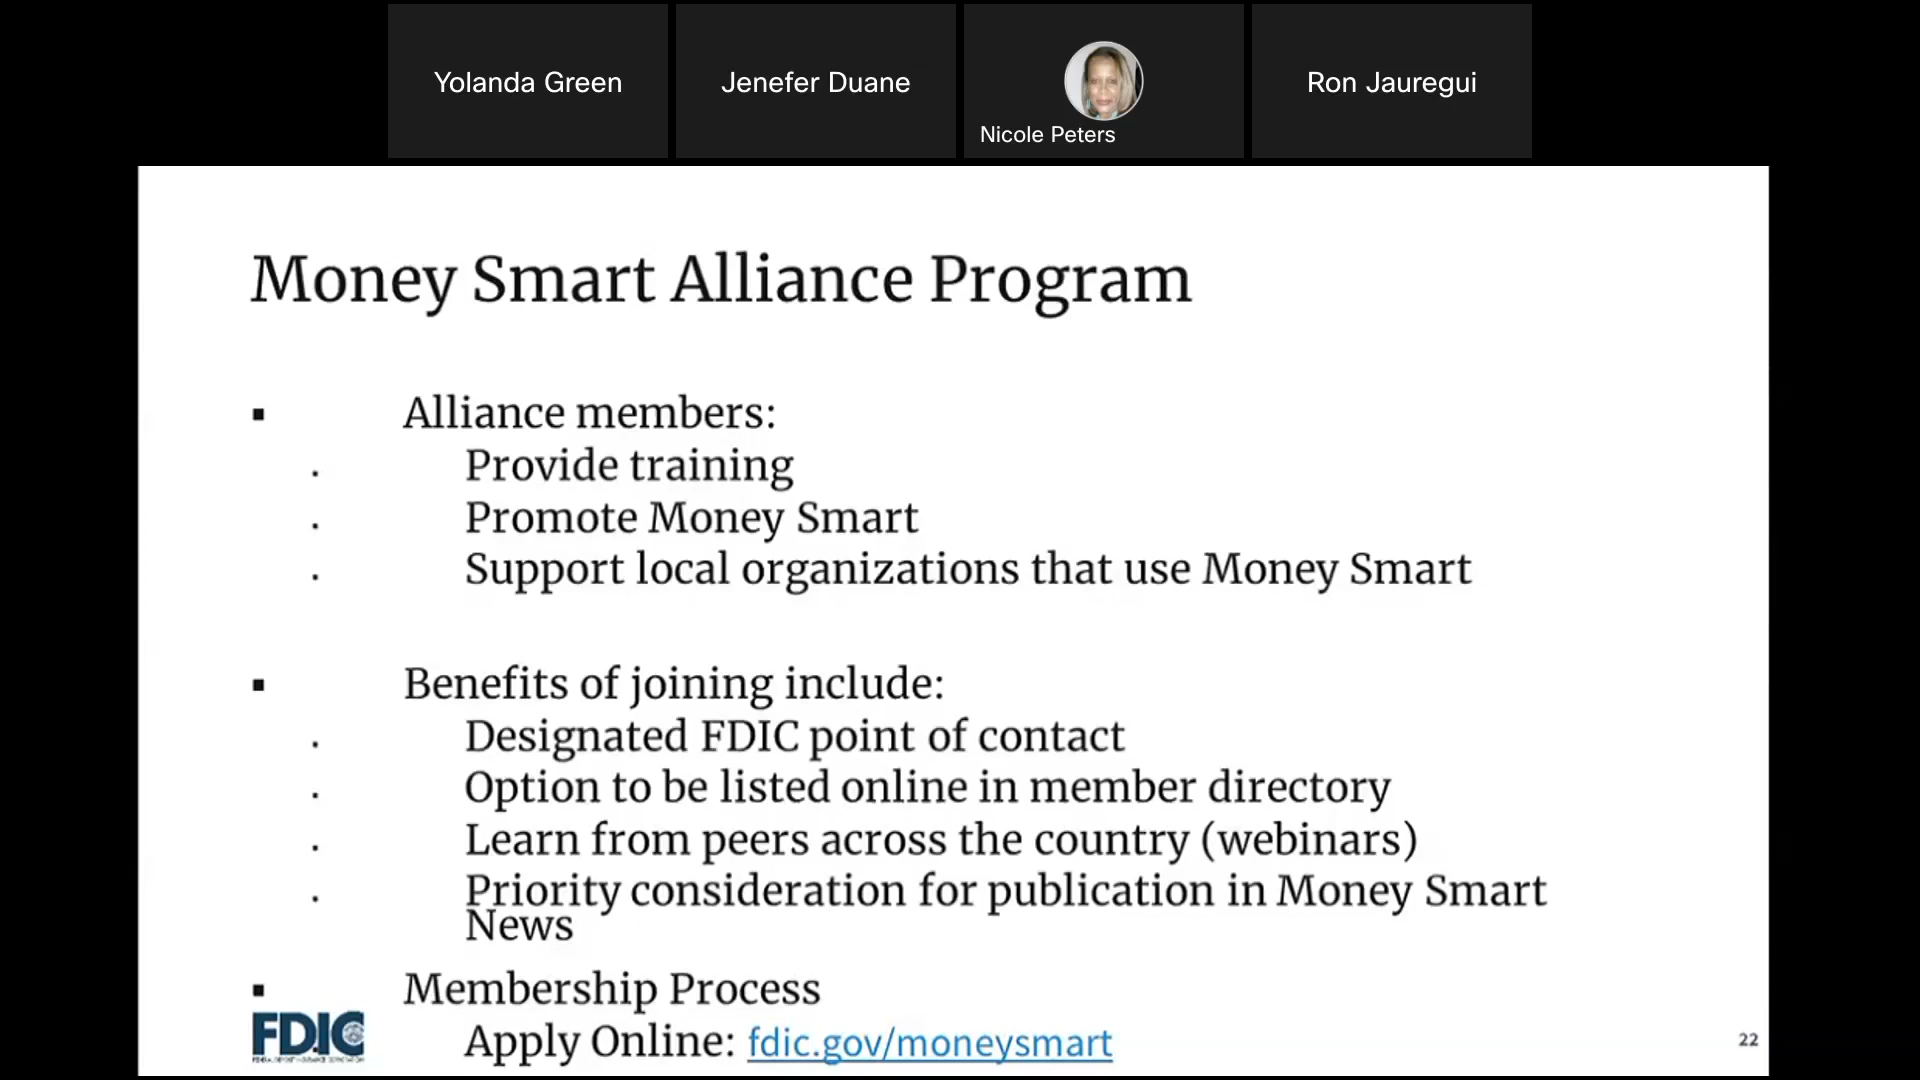 Yolanda Green
Jenefer Duane
Nicole Peters
Ron Jauregui
Money Smart Alliance Program
▪ Alliance members:
· Provide training
· Promote Money Smart
· Support local organizations that use Money Smart
▪ Benefits of joining include:
· Designated FDIC point of contact
· Option to be listed online in member directory
· Learn from peers across the country (webinars)
· Priority consideration for publication in Money Smart
News
▪ Membership Process
Apply Online: fdic.gov/moneysmart
FDIC
22